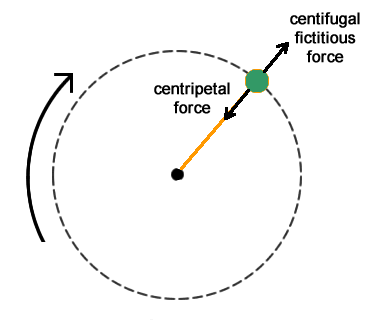 centifugal
fictitious
force
centripetal
force